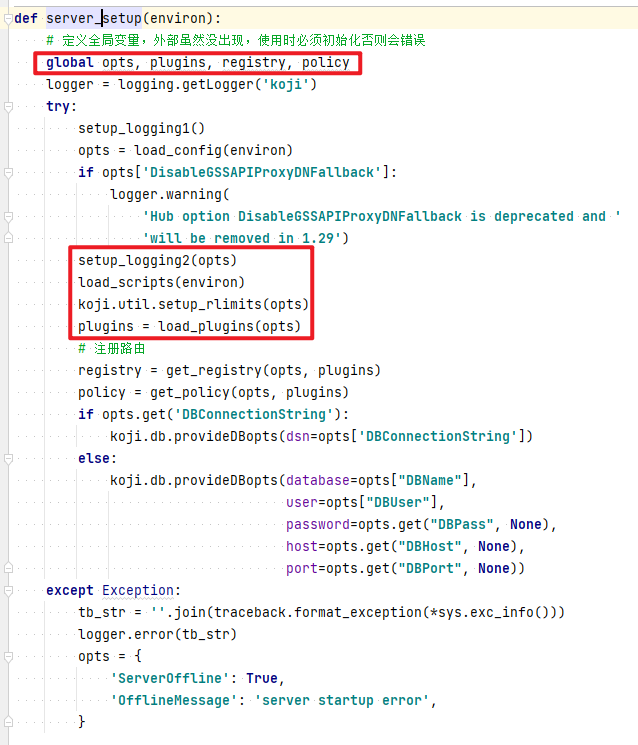 def server_setup(environ):
    # 定义全局变量，外部虽然没出现，使用时必须初始化否则会错误
    global opts, plugins, registry, policy
    logger = logging.getLogger('koji')
    try:
        setup_logging1()
        opts = load_config(environ)
        if opts['DisableGSSAPIProxyDNFallback']:
            logger.warning(
                'Hub option DisableGSSAPIProxyDNFallback is deprecated and '
                'will be removed in 1.29')
        setup_logging2(opts)
        load_scripts(environ)
        koji.util.setup_rlimits(opts)
        plugins = load_plugins(opts)
        # 注册路由
        registry = get_registry(opts, plugins)
        policy = get_policy(opts, plugins)
        if opts.get('DBConnectionString'):
            koji.db.provideDBopts(dsn=opts['DBConnectionString'])
        else:
            koji.db.provideDBopts(database=opts["DBName"],
                                  user=opts["DBUser"],
                                  password=opts.get("DBPass", None),
                                  host=opts.get("DBHost", None),
                                  port=opts.get("DBPort", None))
    except Exception:
        tb_str = ''.join(traceback.format_exception(*sys.exc_info()))
        logger.error(tb_str)
        opts = {
            'ServerOffline': True,
            'OfflineMessage': 'server startup error',
        }